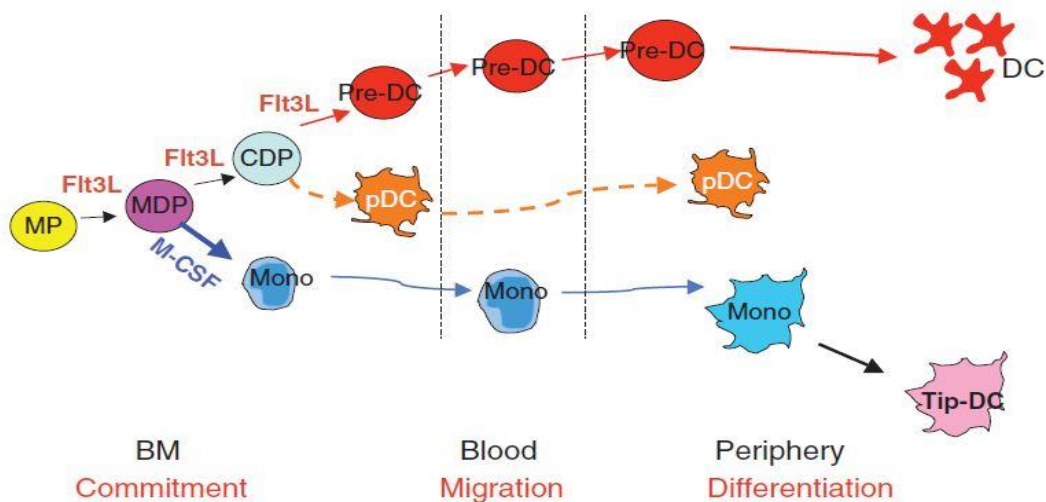 Pre-DC
Pre-DC
Pre-DC
DC
Flt3L
Flt3L
CDP
Flt3L
MP
MDP
pDC
pDC
M-CSF
Mono
Mono
Mono
Tip-DC
BM
Blood
Periphery
Commitment
Migration
Differentiation